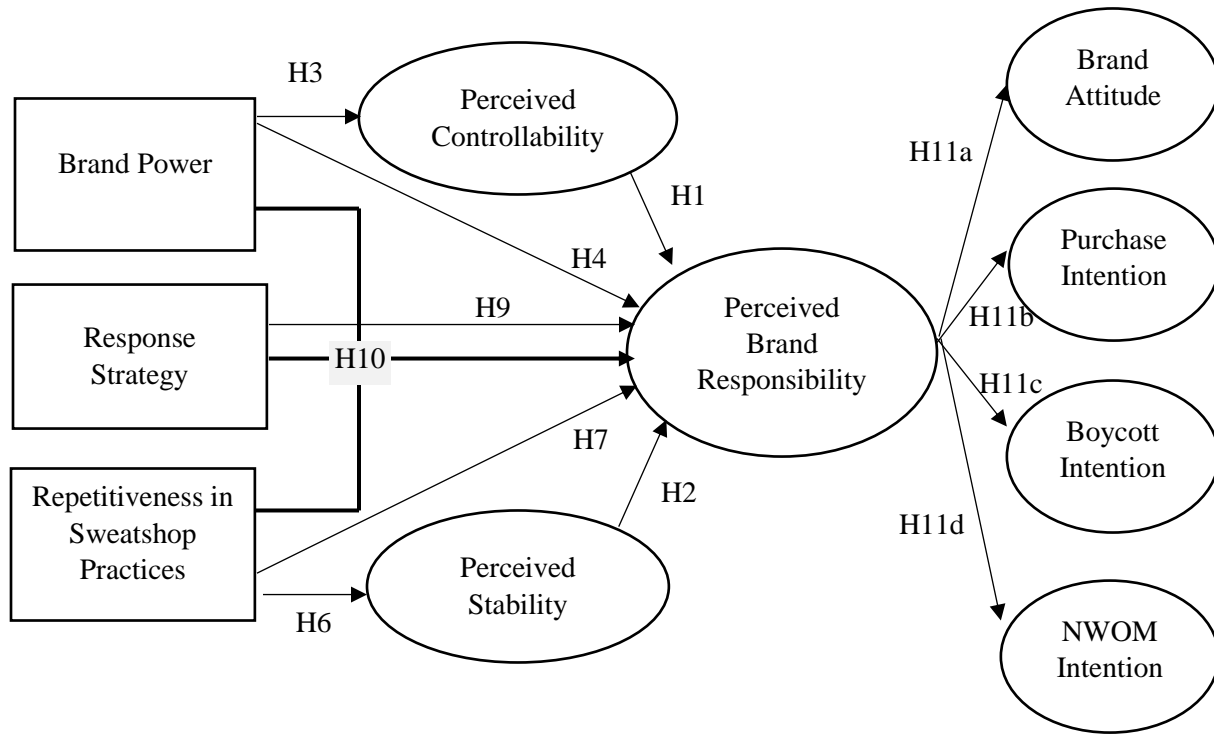 H3
Perceived
Controllability
Brand
Attitude
Brand Power
H11a
H1
H4
Purchase
Intention
H9
Perceived
Brand
Responsibility
H11b
Response
Strategy
H10
H11c
H7
Boycott
Intention
Repetitiveness in
Sweatshop
Practices
H2
H11d
Perceived
Stability
H6
NWOM
Intention